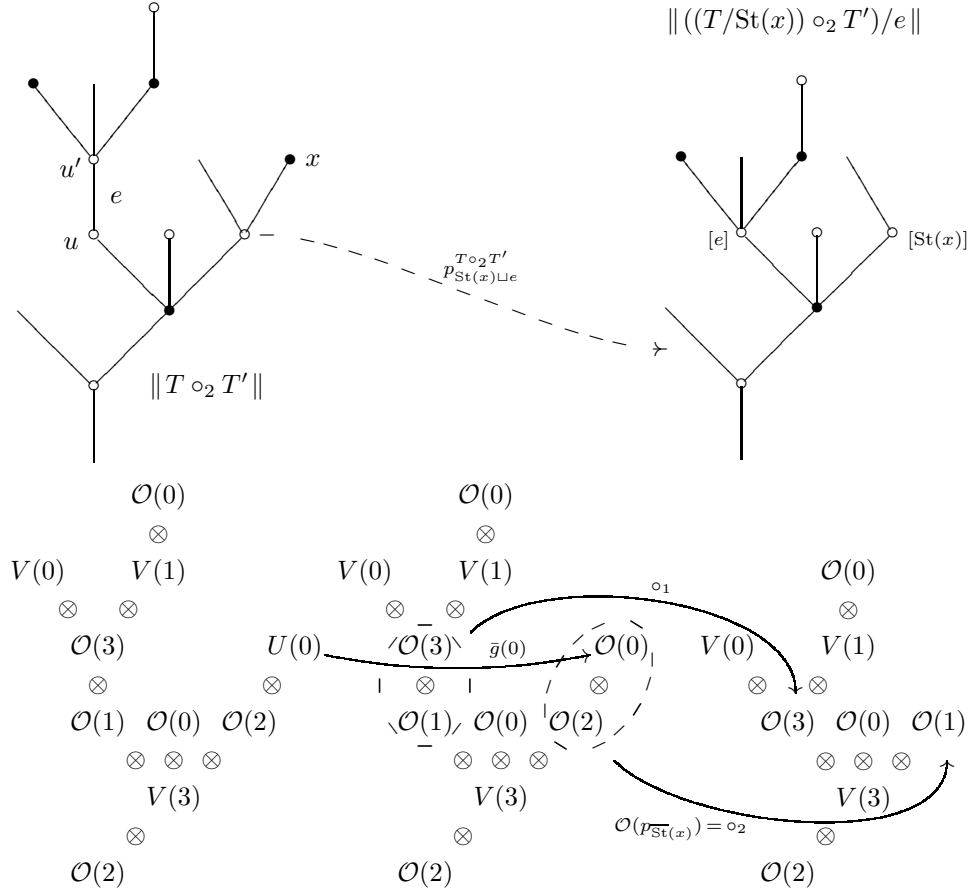 ‖((T/St(x)) ∘₂ T′)/e‖
u′
x
e
u
p^{T∘₂T′}_{St(x)⊔e}
[e]
[St(x)]
‖T ∘₂ T′‖
𝒪(0) 𝒪(0)
⊗ ⊗
V(0) V(1) V(0) V(1) 𝒪(0)
∘₁
⊗ ⊗ ⊗ ⊗ ⊗
𝒪(3) U(0) 𝒪(3) ḡ(0) 𝒪(0) V(0) V(1)
⊗ ⊗ ⊗ ⊗ ⊗ ⊗
𝒪(1) 𝒪(0) 𝒪(2) 𝒪(1) 𝒪(0) 𝒪(2) 𝒪(3) 𝒪(0) 𝒪(1)
⊗ ⊗ ⊗ ⊗ ⊗ ⊗ ⊗ ⊗ ⊗
V(3) V(3) V(3)
𝒪(p_{\overline{St}(x)}) = ∘₂
⊗ ⊗ ⊗
𝒪(2) 𝒪(2) 𝒪(2)